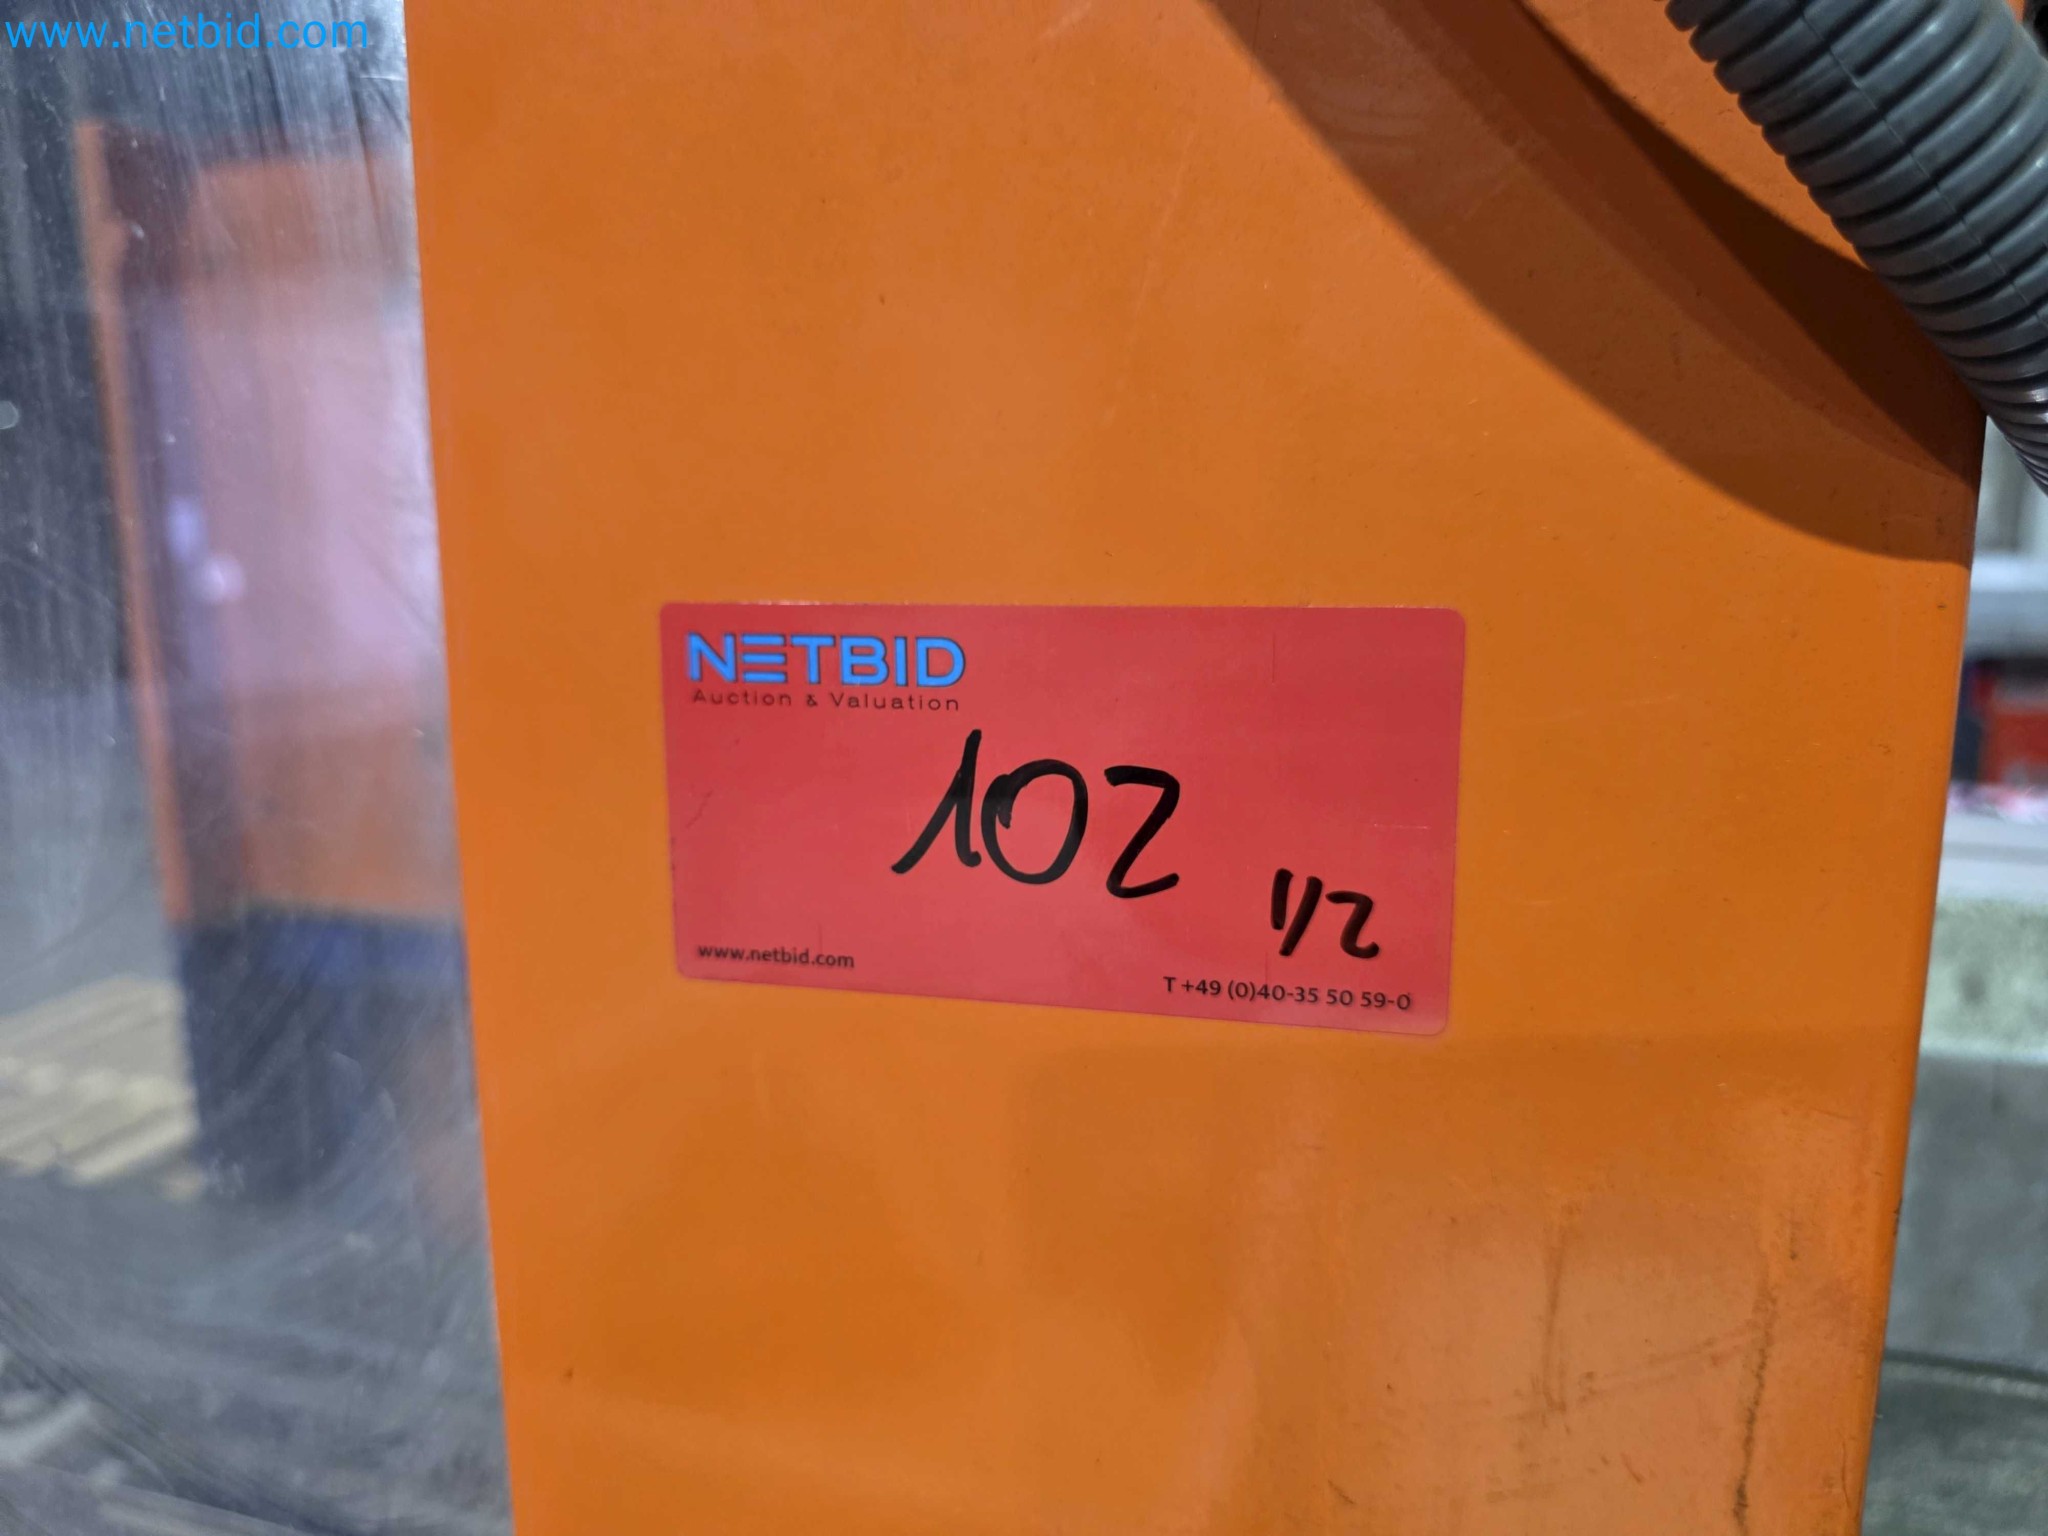 www.netbid.com
NETBID
Auction & Valuation
102
1/2
www.netbid.com
T +49 (0)40-35 50 59-0